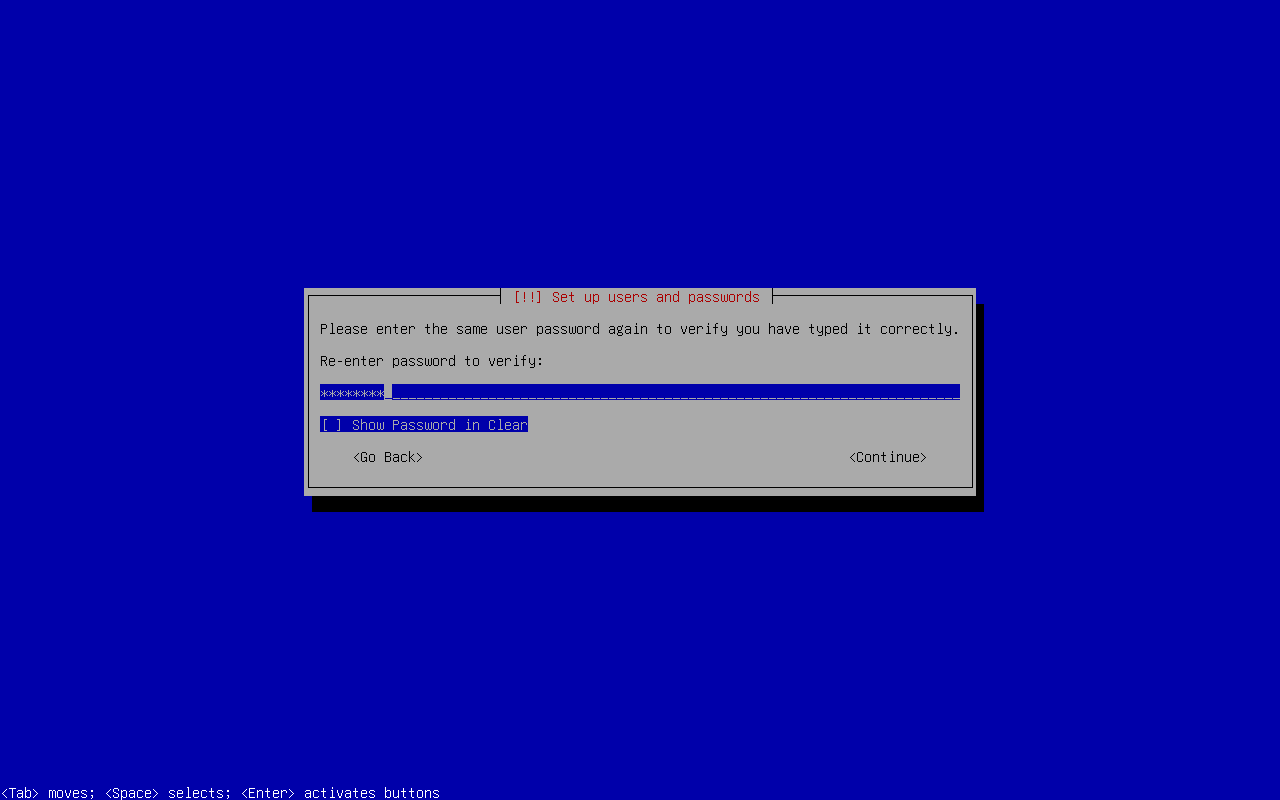 [!!] Set up users and passwords
Please enter the same user password again to verify you have typed it correctly.
Re-enter password to verify:
********
[ ] Show Password in Clear
<Go Back> <Continue>
<Tab> moves; <Space> selects; <Enter> activates buttons